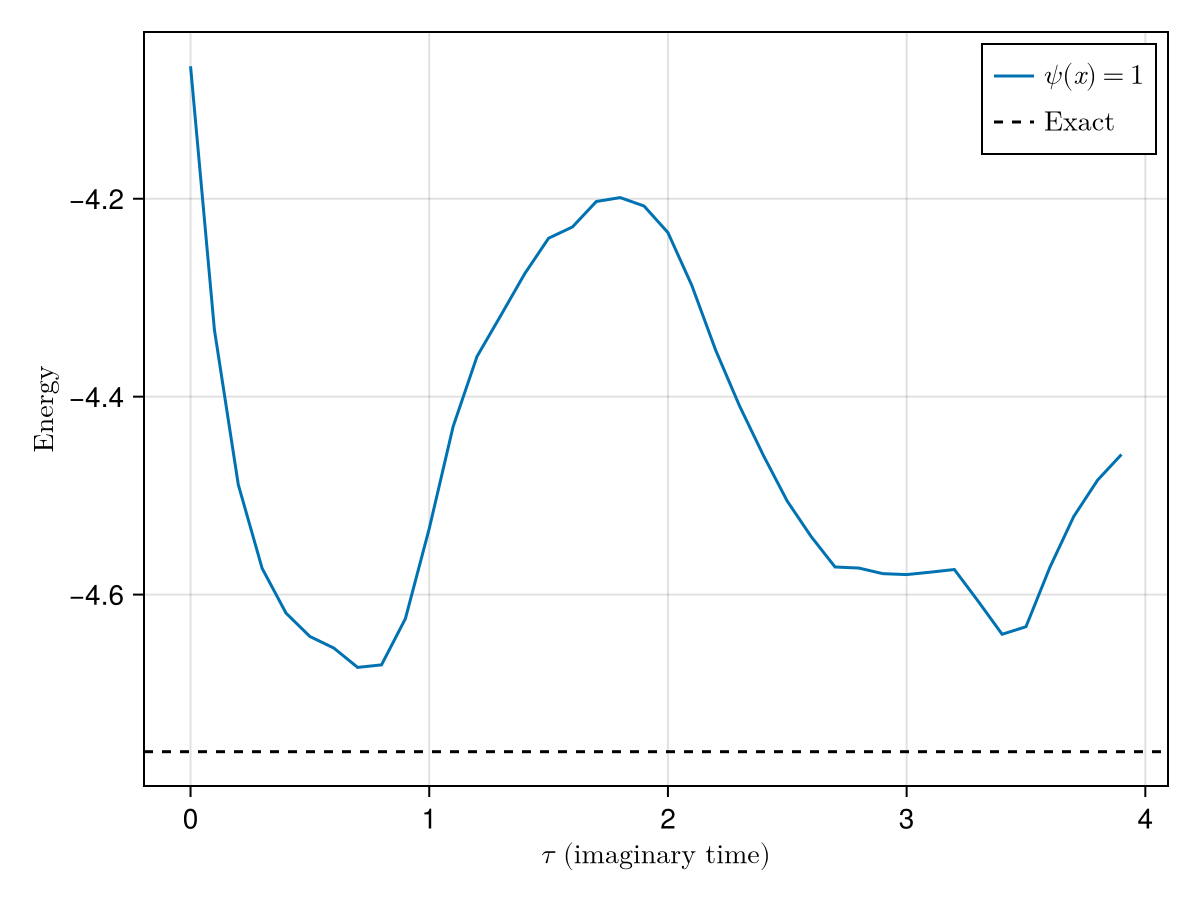 ψ(x) = 1
Exact
−4.2
−4.4
−4.6
Energy
0 1 2 3 4
τ (imaginary time)